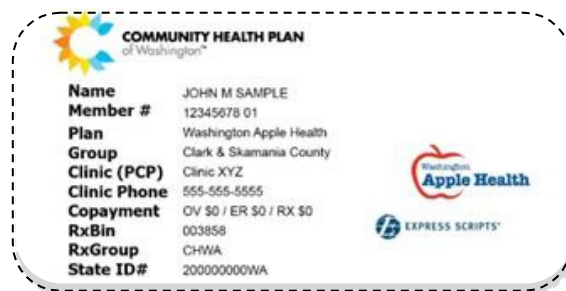 COMMUNITY HEALTH PLAN
of Washington™
Name JOHN M SAMPLE
Member # 12345678 01
Plan Washington Apple Health
Group Clark & Skamania County
Clinic (PCP) Clinic XYZ
Clinic Phone 555-555-5555
Copayment OV $0 / ER $0 / RX $0
RxBin 003858
RxGroup CHWA
State ID# 200000000WA
Washington
Apple Health
EXPRESS SCRIPTS®